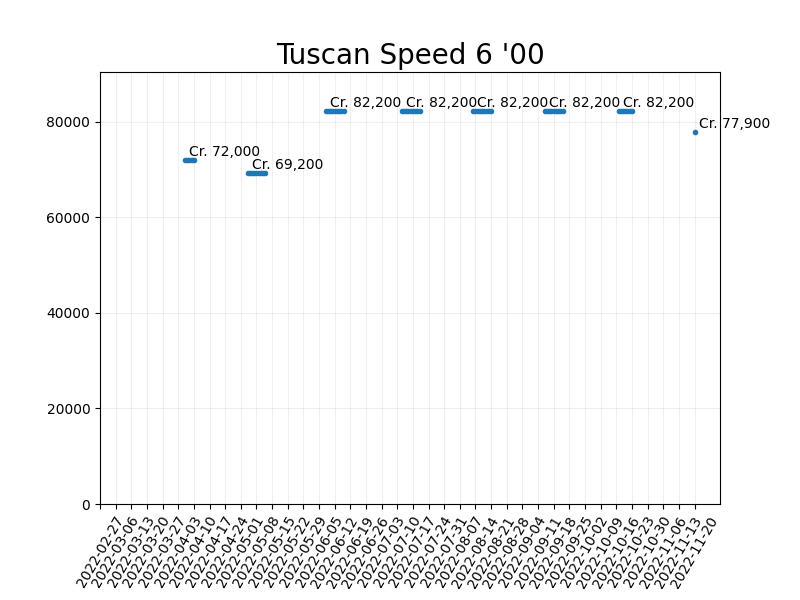 Tuscan Speed 6 '00
Cr. 82,200 Cr. 82,200 Cr. 82,200 Cr. 82,200 Cr. 82,200
80000
Cr. 77,900
Cr. 72,000
Cr. 69,200
60000
40000
20000
0
2022-02-27 2022-03-06 2022-03-13 2022-03-20 2022-03-27 2022-04-03 2022-04-10 2022-04-17 2022-04-24 2022-05-01 2022-05-08 2022-05-15 2022-05-22 2022-05-29 2022-06-05 2022-06-12 2022-06-19 2022-06-26 2022-07-03 2022-07-10 2022-07-17 2022-07-24 2022-07-31 2022-08-07 2022-08-14 2022-08-21 2022-08-28 2022-09-04 2022-09-11 2022-09-18 2022-09-25 2022-10-02 2022-10-09 2022-10-16 2022-10-23 2022-10-30 2022-11-06 2022-11-13 2022-11-20